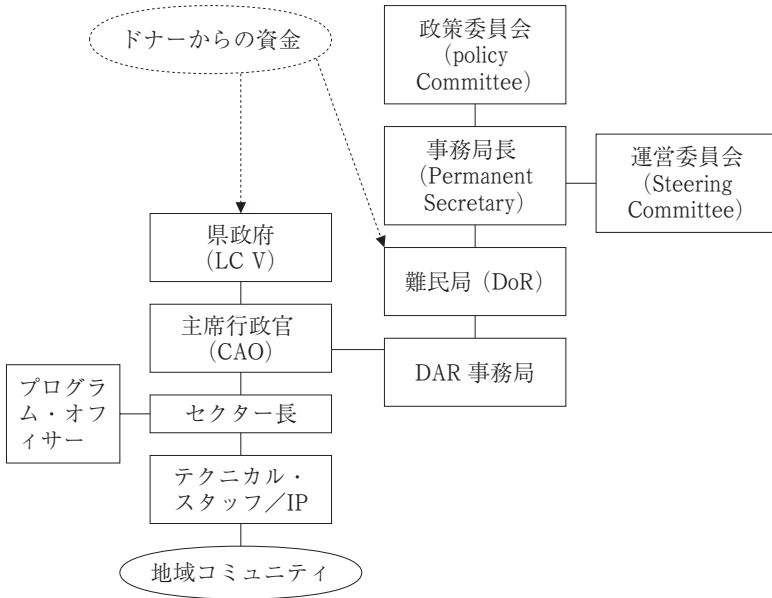 ドナーからの資金
政策委員会
(policy
Committee)
事務局長
(Permanent
Secretary)
運営委員会
(Steering
Committee)
県政府
(LC V)
難民局（DoR）
主席行政官
(CAO)
DAR 事務局
プログラ
ム・オフ
ィサー
セクター長
テクニカル・
スタッフ／IP
地域コミュニティ